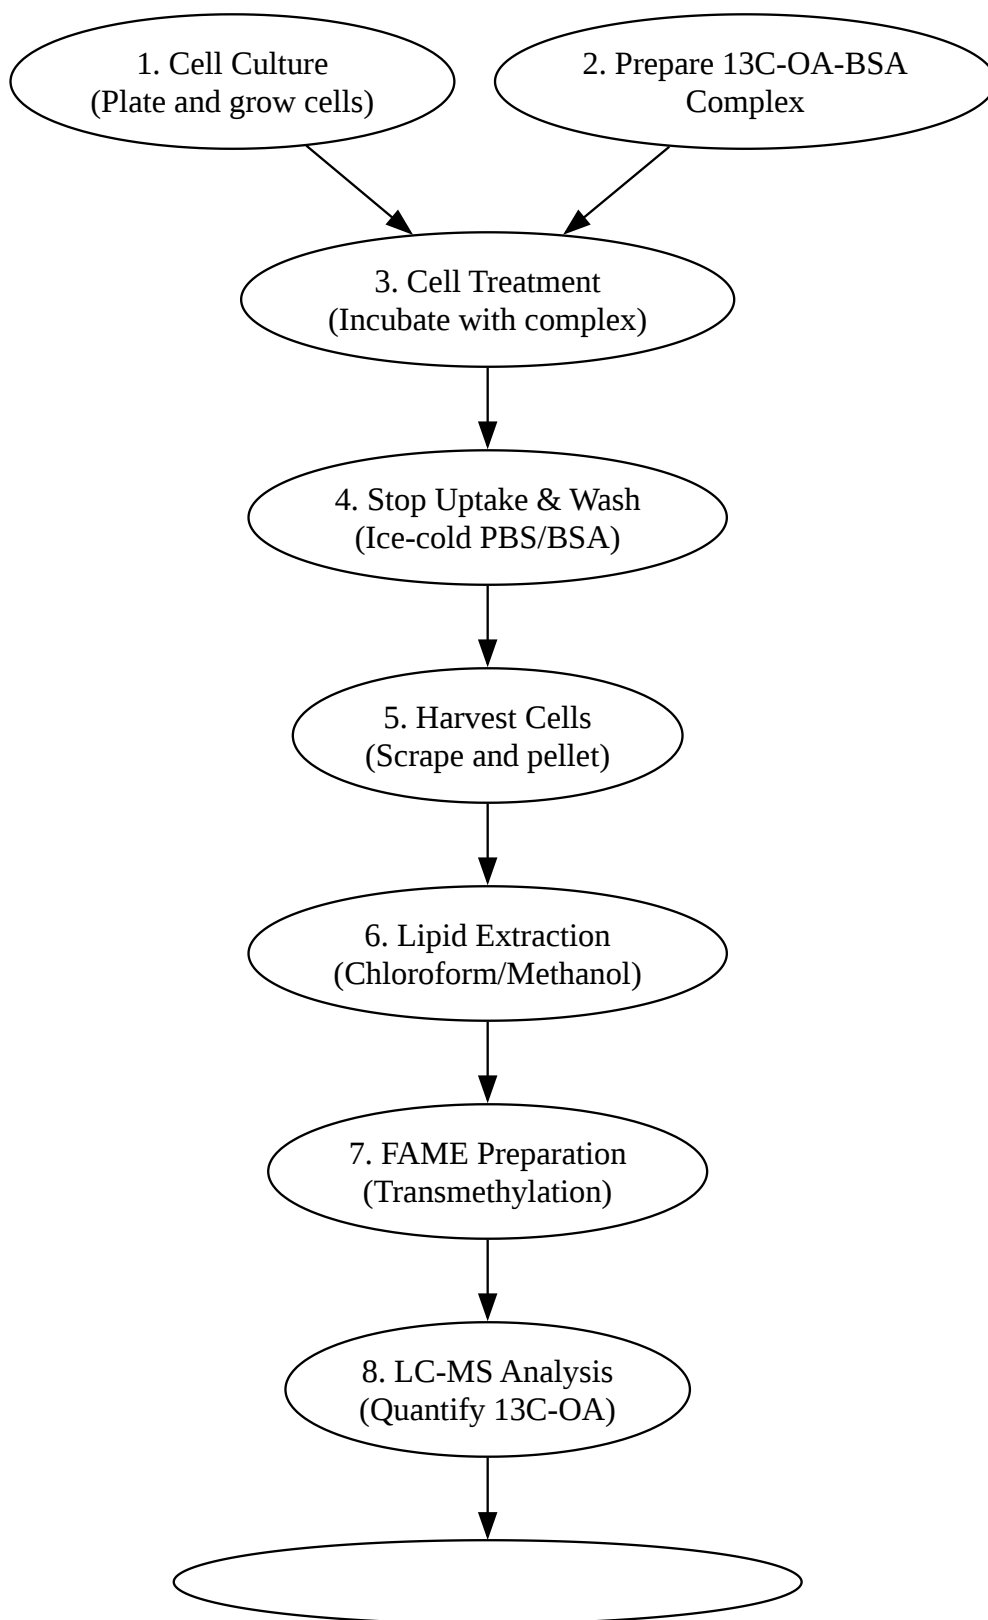 1. Cell Culture
(Plate and grow cells)
2. Prepare 13C-OA-BSA
Complex
3. Cell Treatment
(Incubate with complex)
4. Stop Uptake & Wash
(Ice-cold PBS/BSA)
5. Harvest Cells
(Scrape and pellet)
6. Lipid Extraction
(Chloroform/Methanol)
7. FAME Preparation
(Transmethylation)
8. LC-MS Analysis
(Quantify 13C-OA)